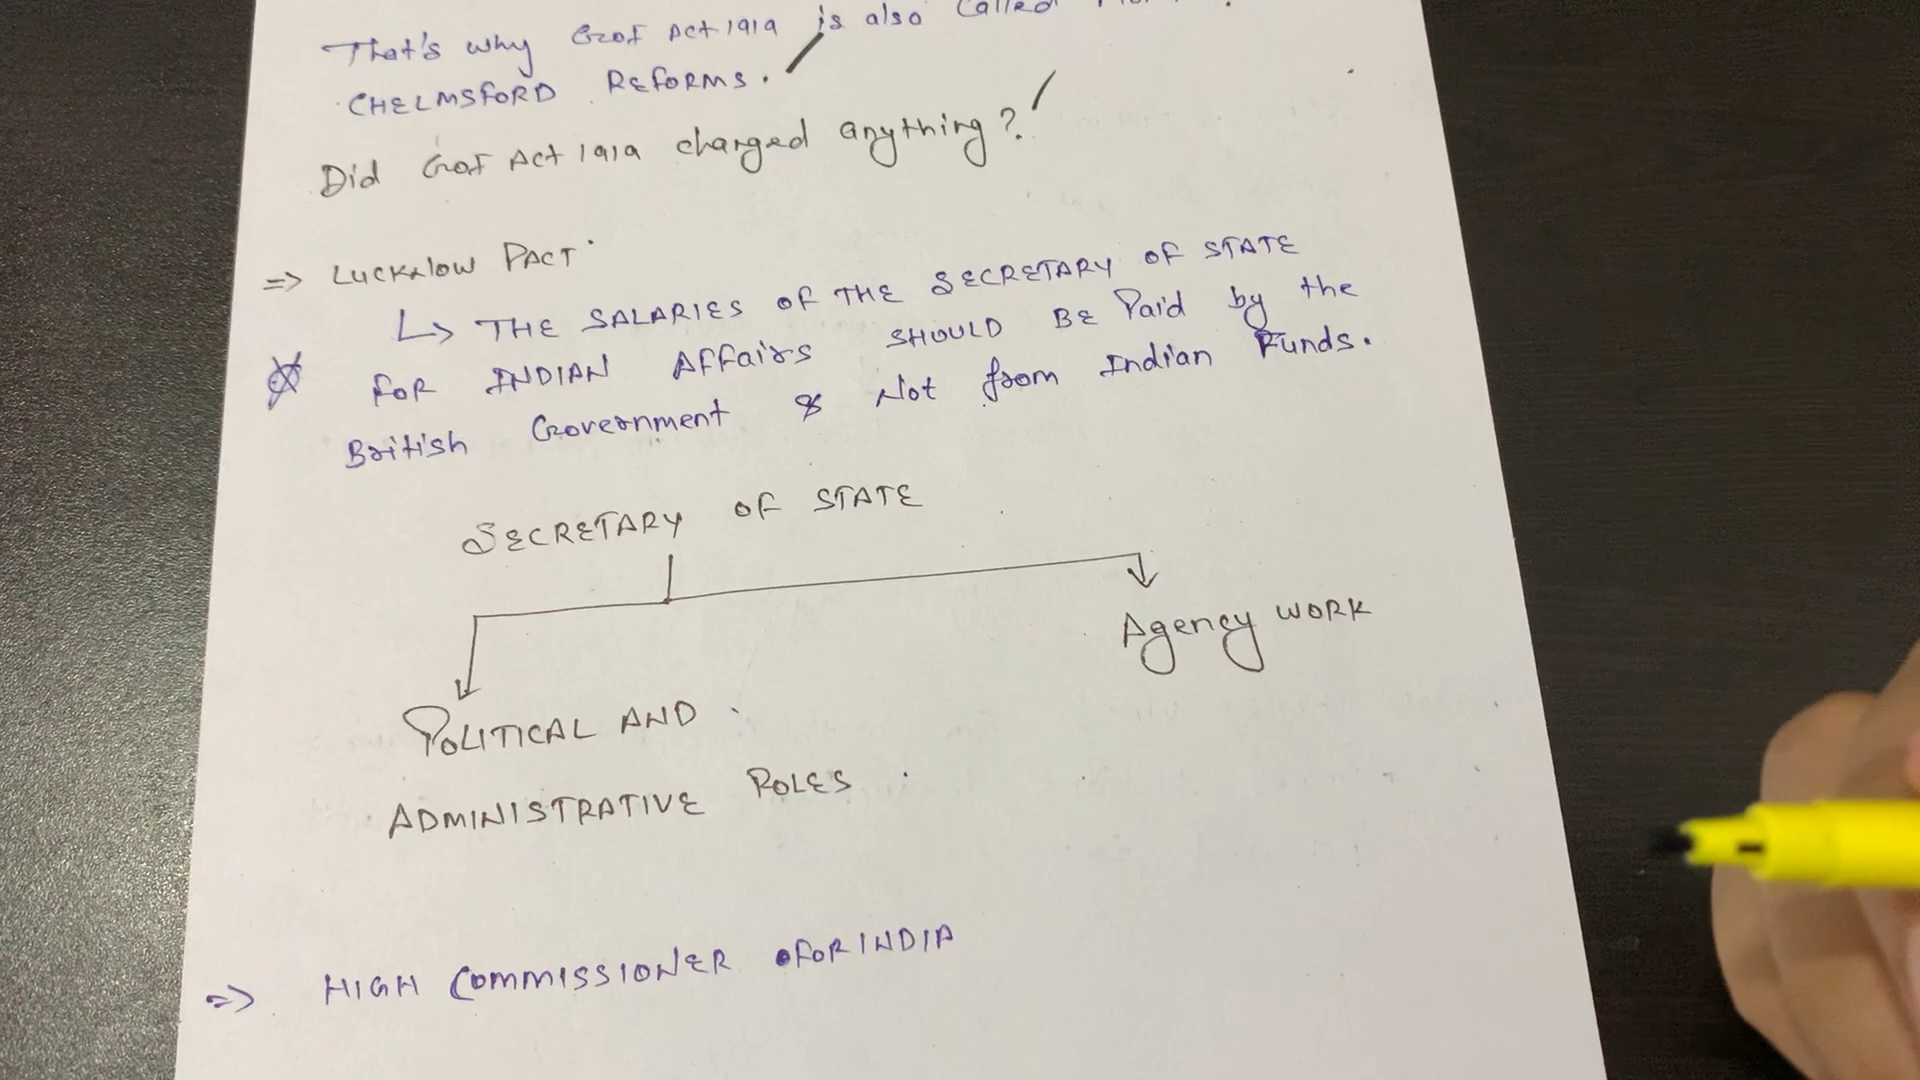 That's why GoI Act 1919 is also called
CHELMSFORD REFORMS.
Did GoI Act 1919 changed anything?
=> LUCKNOW PACT
↳ THE SALARIES OF THE SECRETARY OF STATE
FOR INDIAN Affairs SHOULD BE Paid by the
British Government & Not from Indian Funds.
SECRETARY OF STATE
Agency WORK
POLITICAL AND
ADMINISTRATIVE ROLES
=> HIGH COMMISSIONER FOR INDIA